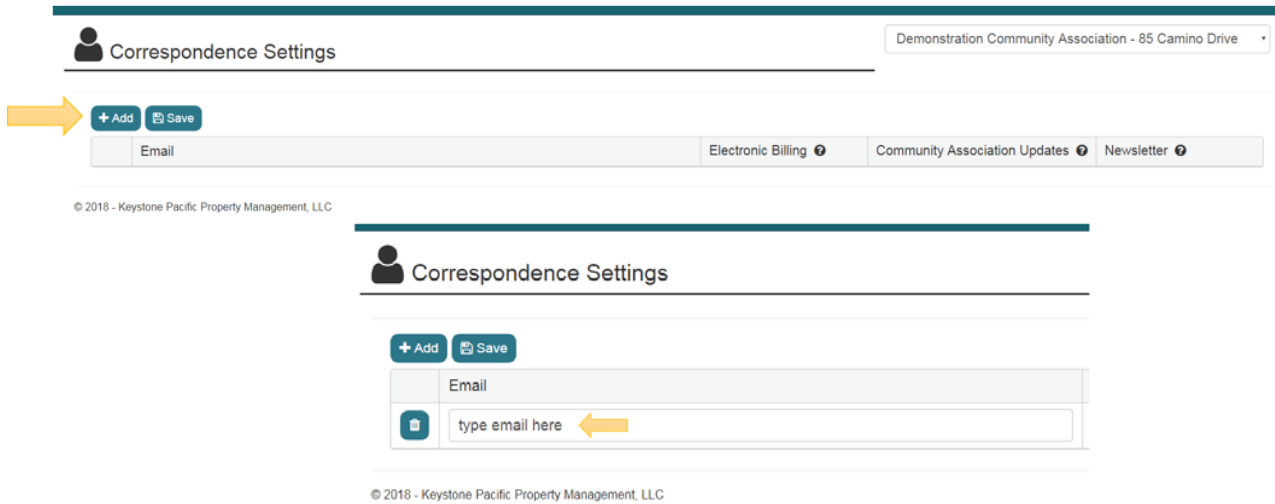 Correspondence Settings
Demonstration Community Association - 85 Camino Drive
Add Save
Email Electronic Billing Community Association Updates Newsletter
© 2018 - Keystone Pacific Property Management, LLC
Correspondence Settings
Add Save
Email
type email here
© 2018 - Keystone Pacific Property Management, LLC